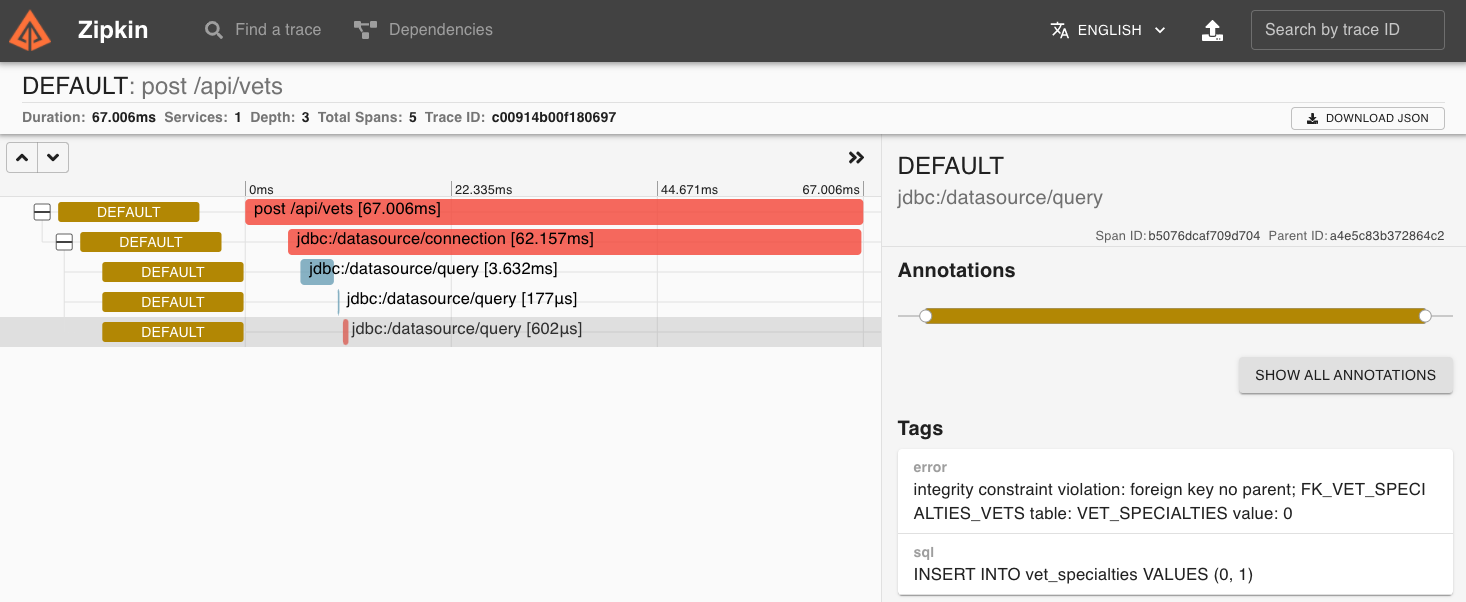 Zipkin
Find a trace
Dependencies
ENGLISH
Search by trace ID
DEFAULT: post /api/vets
Duration: 67.006ms Services: 1 Depth: 3 Total Spans: 5 Trace ID: c00914b00f180697
DOWNLOAD JSON
0ms 22.335ms 44.671ms 67.006ms
DEFAULT post /api/vets [67.006ms]
DEFAULT jdbc:/datasource/connection [62.157ms]
DEFAULT jdbc:/datasource/query [3.632ms]
DEFAULT jdbc:/datasource/query [177μs]
DEFAULT jdbc:/datasource/query [602μs]
DEFAULT
jdbc:/datasource/query
Span ID: b5076dcaf709d704 Parent ID: a4e5c83b372864c2
Annotations
SHOW ALL ANNOTATIONS
Tags
error
integrity constraint violation: foreign key no parent; FK_VET_SPECI
ALTIES_VETS table: VET_SPECIALTIES value: 0
sql
INSERT INTO vet_specialties VALUES (0, 1)